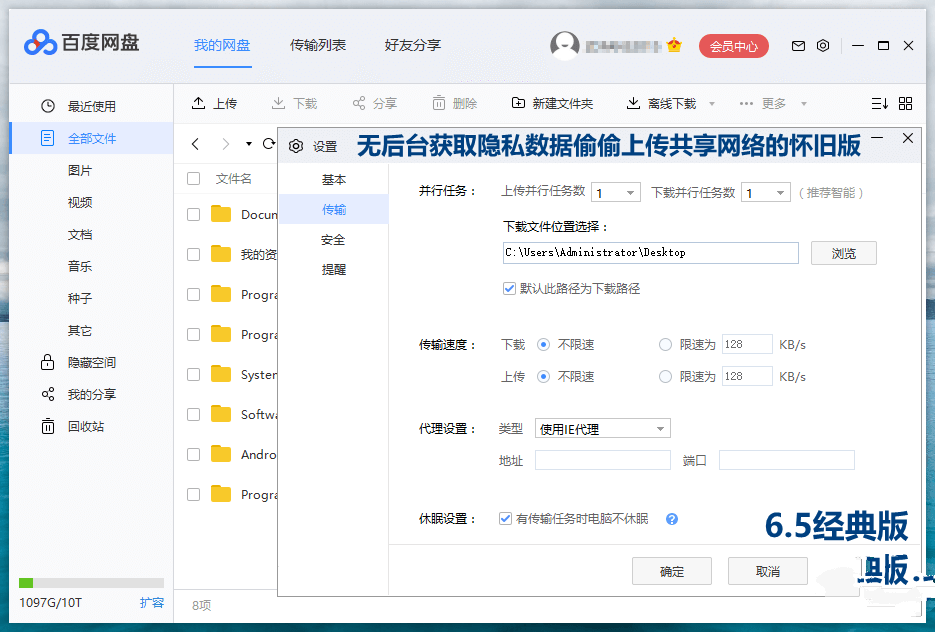 百度网盘
我的网盘 传输列表 好友分享
会员中心
上传 下载 分享 删除 新建文件夹 离线下载 更多
最近使用
全部文件
图片
视频
文档
音乐
种子
其它
隐藏空间
我的分享
回收站
1097G/10T 扩容
文件名
Docum
我的资
Progra
Progra
System
Softwa
Andro
Progra
8项
设置 无后台获取隐私数据偷偷上传共享网络的怀旧版
基本
传输
安全
提醒
并行任务: 上传并行任务数 1 下载并行任务数 1 (推荐智能)
下载文件位置选择:
C:\Users\Administrator\Desktop 浏览
默认此路径为下载路径
传输速度: 下载 不限速 限速为 128 KB/s
上传 不限速 限速为 128 KB/s
代理设置: 类型 使用IE代理
地址 端口
休眠设置: 有传输任务时电脑不休眠 ?
6.5经典版
典版..
确定 取消